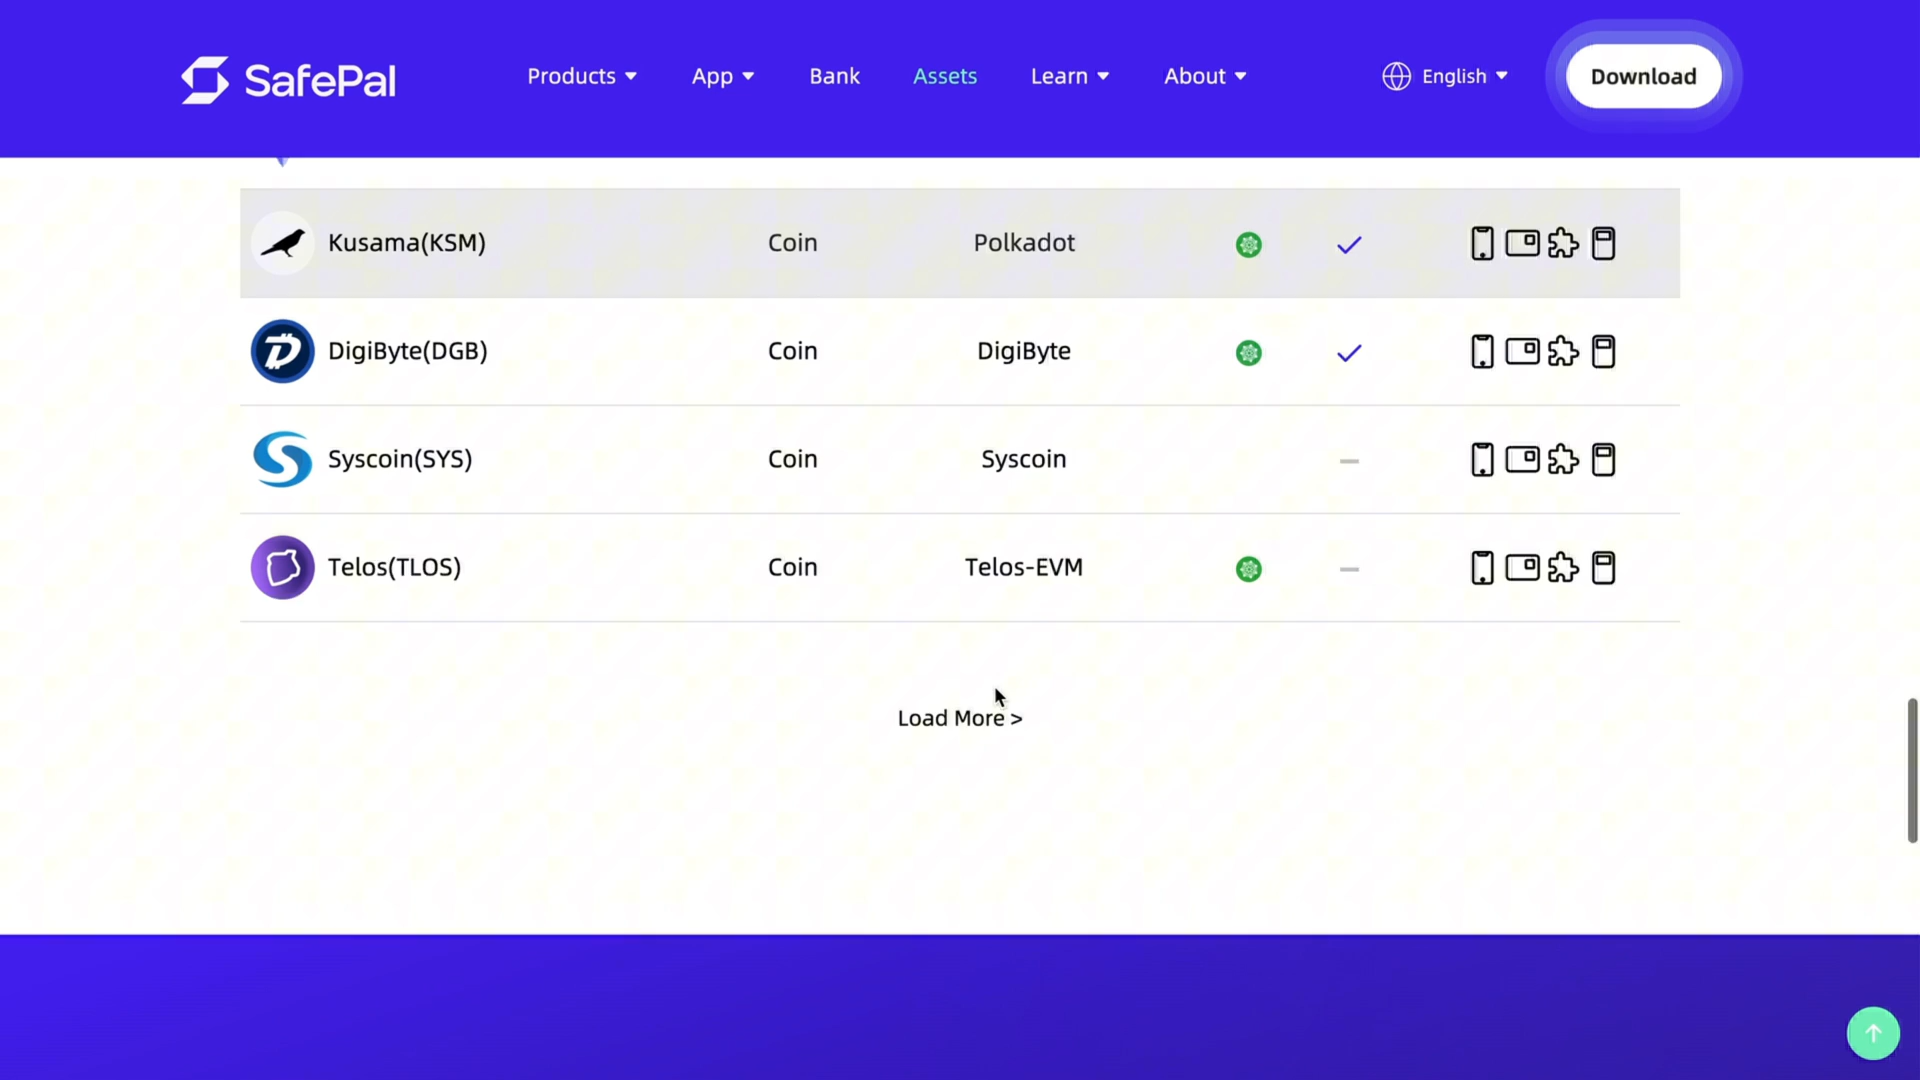 SafePal
Products
App
Bank
Assets
Learn
About
English
Download
Kusama(KSM) Coin Polkadot
DigiByte(DGB) Coin DigiByte
Syscoin(SYS) Coin Syscoin
Telos(TLOS) Coin Telos-EVM
Load More >